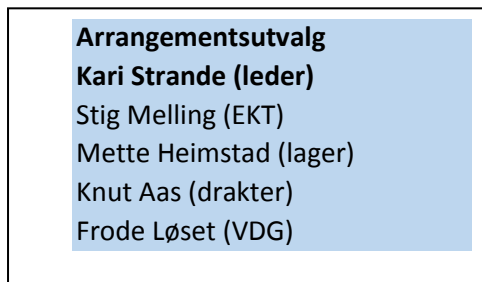 Arrangementsutvalg
Kari Strande (leder)
Stig Melling (EKT)
Mette Heimstad (lager)
Knut Aas (drakter)
Frode Løset (VDG)